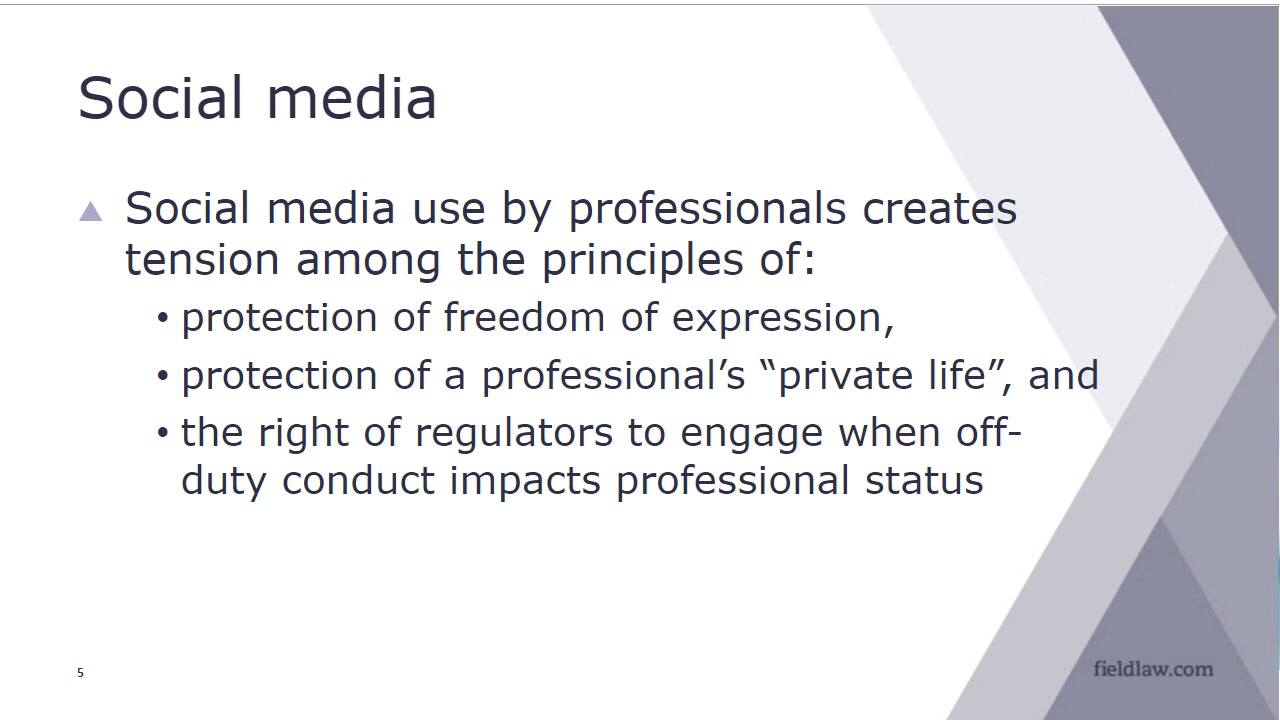 Social media
Social media use by professionals creates
tension among the principles of:
• protection of freedom of expression,
• protection of a professional’s “private life”, and
• the right of regulators to engage when off-
duty conduct impacts professional status
5
fieldlaw.com